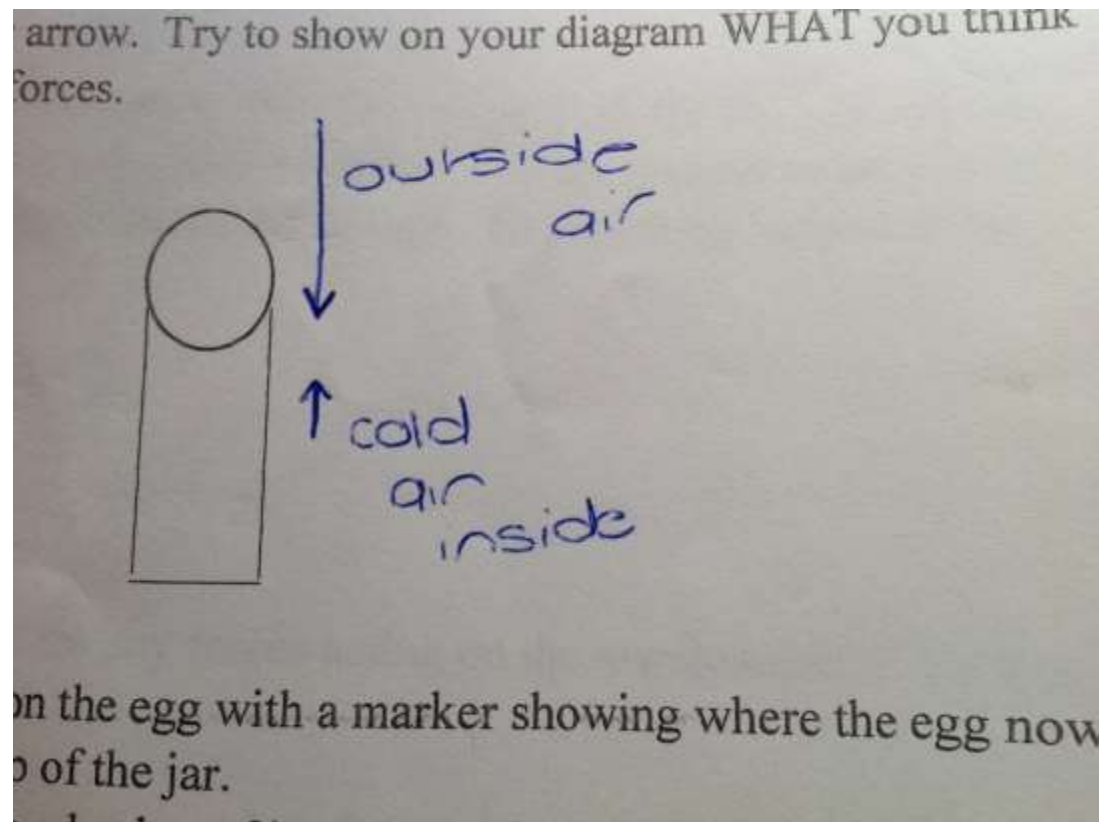 arrow. Try to show on your diagram WHAT you think
forces.
ourside
air
cold
air
inside
on the egg with a marker showing where the egg now
of the jar.